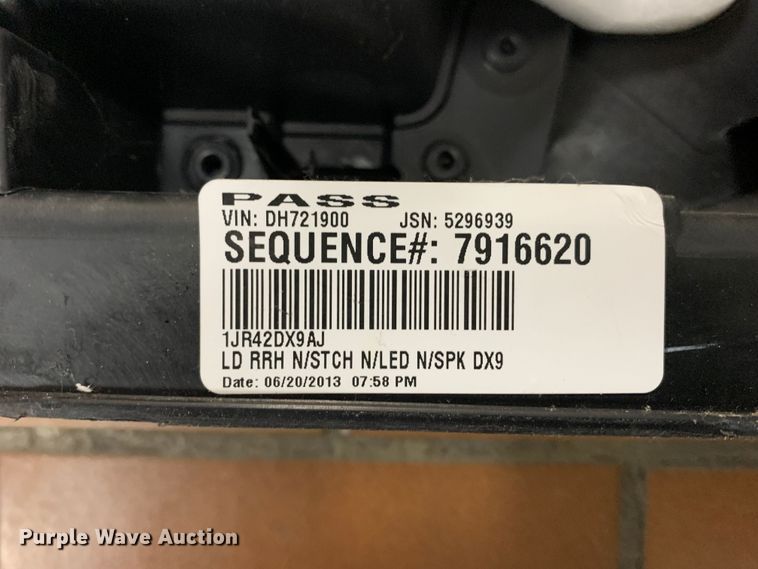 PASS
VIN: DH721900 JSN: 5296939
SEQUENCE#: 7916620
1JR42DX9AJ
LD RRH N/STCH N/LED N/SPK DX9
Date: 06/20/2013 07:58 PM
Purple Wave Auction